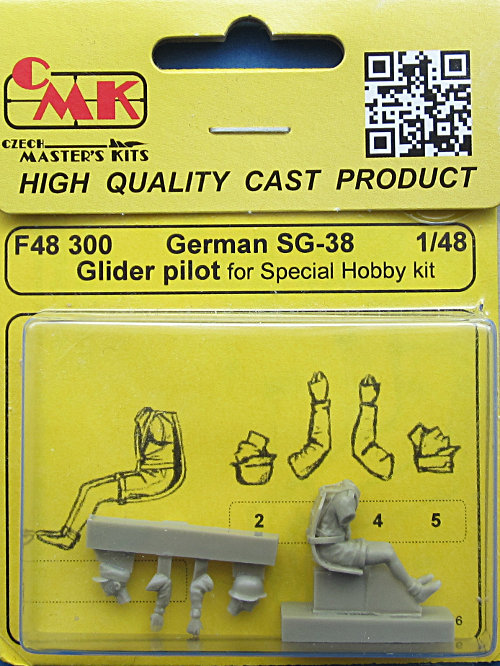 CMK
CZECH
MASTER'S KITS
HIGH QUALITY CAST PRODUCT
F48 300 German SG-38 1/48
Glider pilot for Special Hobby kit
2 4 5
6